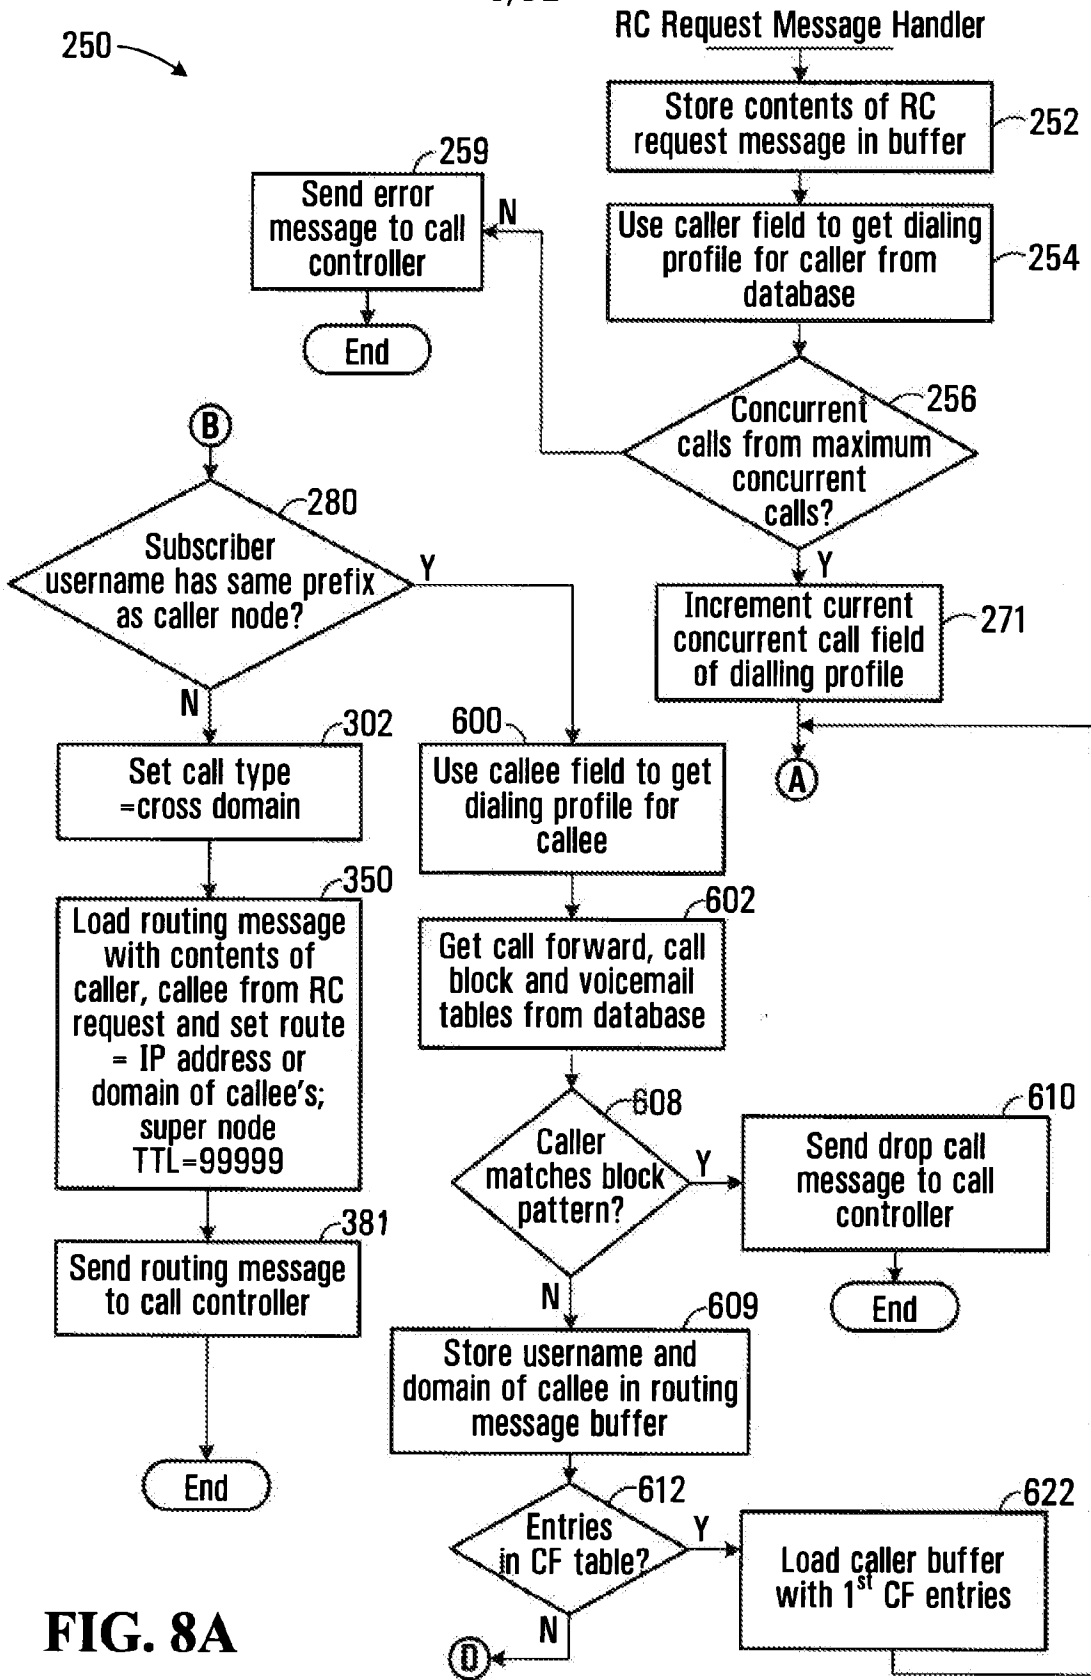 RC Request Message Handler
250
Store contents of RC
request message in buffer
252
Use caller field to get dialing
profile for caller from
database
254
259
Send error
message to call
controller
N
End
Concurrent
calls from maximum
concurrent
calls?
256
Y
Increment current
concurrent call field
of dialling profile
271
A
B
280
Subscriber
username has same prefix
as caller node?
Y
N
302
Set call type
=cross domain
350
Load routing message
with contents of
caller, callee from RC
request and set route
= IP address or
domain of callee's;
super node
TTL=99999
381
Send routing message
to call controller
End
600
Use callee field to get
dialing profile for
callee
602
Get call forward, call
block and voicemail
tables from database
608
Caller
matches block
pattern?
Y
610
Send drop call
message to call
controller
End
N
609
Store username and
domain of callee in routing
message buffer
612
Entries
in CF table?
Y
622
Load caller buffer
with 1st CF entries
N
D
FIG. 8A